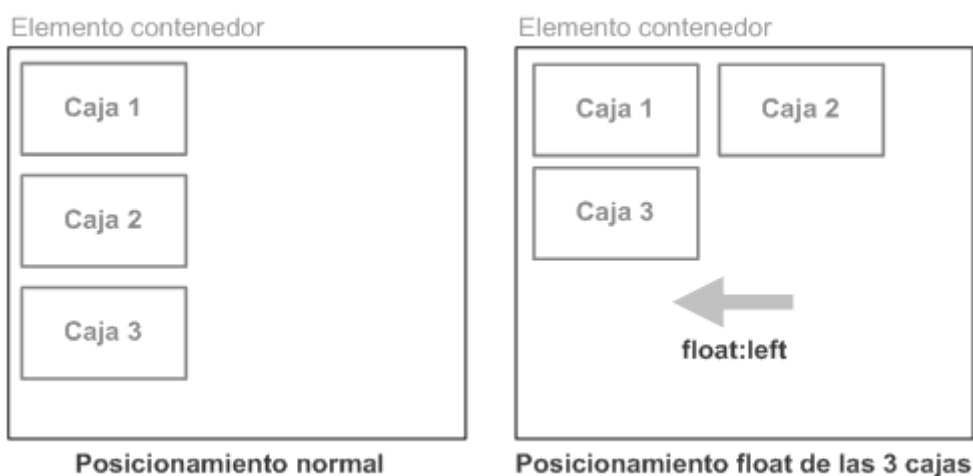 Elemento contenedor
Caja 1
Caja 2
Caja 3
Posicionamiento normal
Elemento contenedor
Caja 1 Caja 2
Caja 3
float:left
Posicionamiento float de las 3 cajas